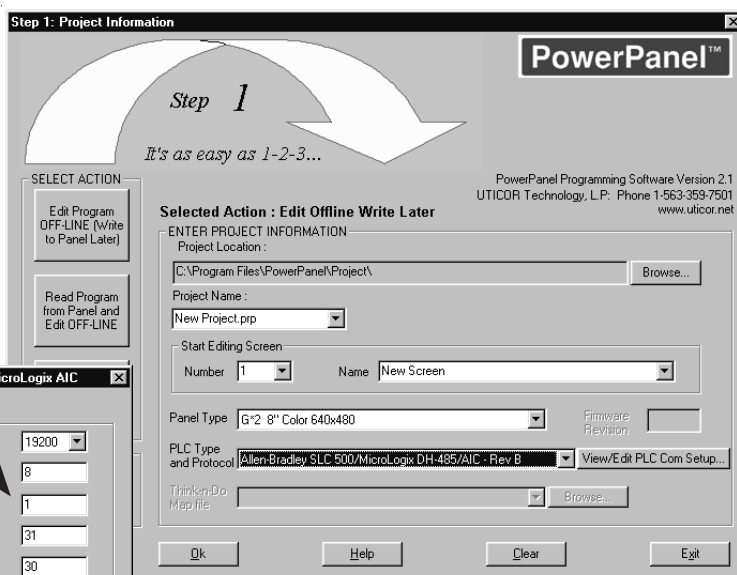 Step 1: Project Information
PowerPanel™
Step 1
It's as easy as 1-2-3...
PowerPanel Programming Software Version 2.1
UTICOR Technology, L.P: Phone 1-563-359-7501
www.uticor.net
SELECT ACTION
Edit Program
OFF-LINE (Write
to Panel Later)
Read Program
from Panel and
Edit OFF-LINE
Selected Action : Edit Offline Write Later
ENTER PROJECT INFORMATION
Project Location :
C:\Program Files\PowerPanel\Project\
Browse...
Project Name :
New Project.prp
Start Editing Screen
Number 1
Name New Screen
Panel Type G*2 8" Color 640x480
Firmware
Revision
PLC Type
and Protocol Allen-Bradley SLC 500/MicroLogix DH-485/AIC - Rev B
View/Edit PLC Com Setup...
Think-n-Do
Map file
Browse...
Ok
Help
Clear
Exit
croLogix AIC
19200
8
1
31
30